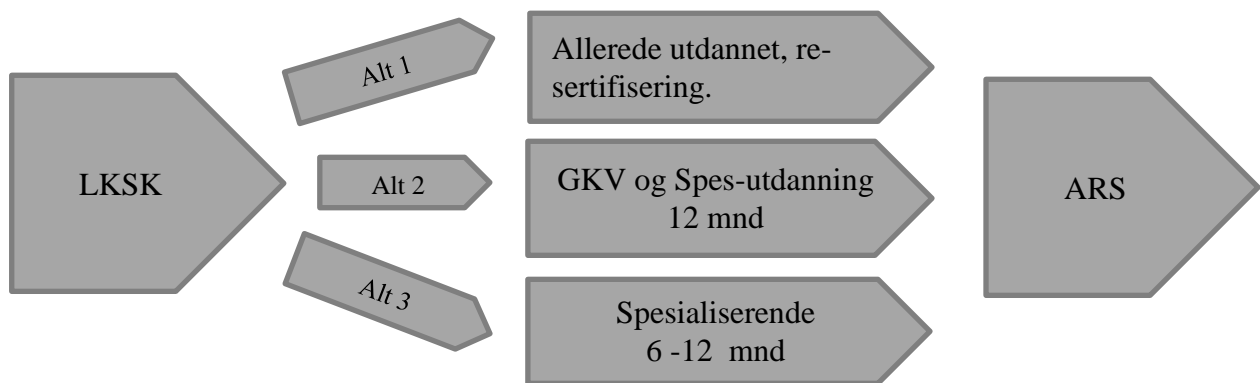 LKSK
Alt 1
Allerede utdannet, re-
sertifisering.
Alt 2
GKV og Spes-utdanning
12 mnd
Alt 3
Spesialiserende
6 -12 mnd
ARS